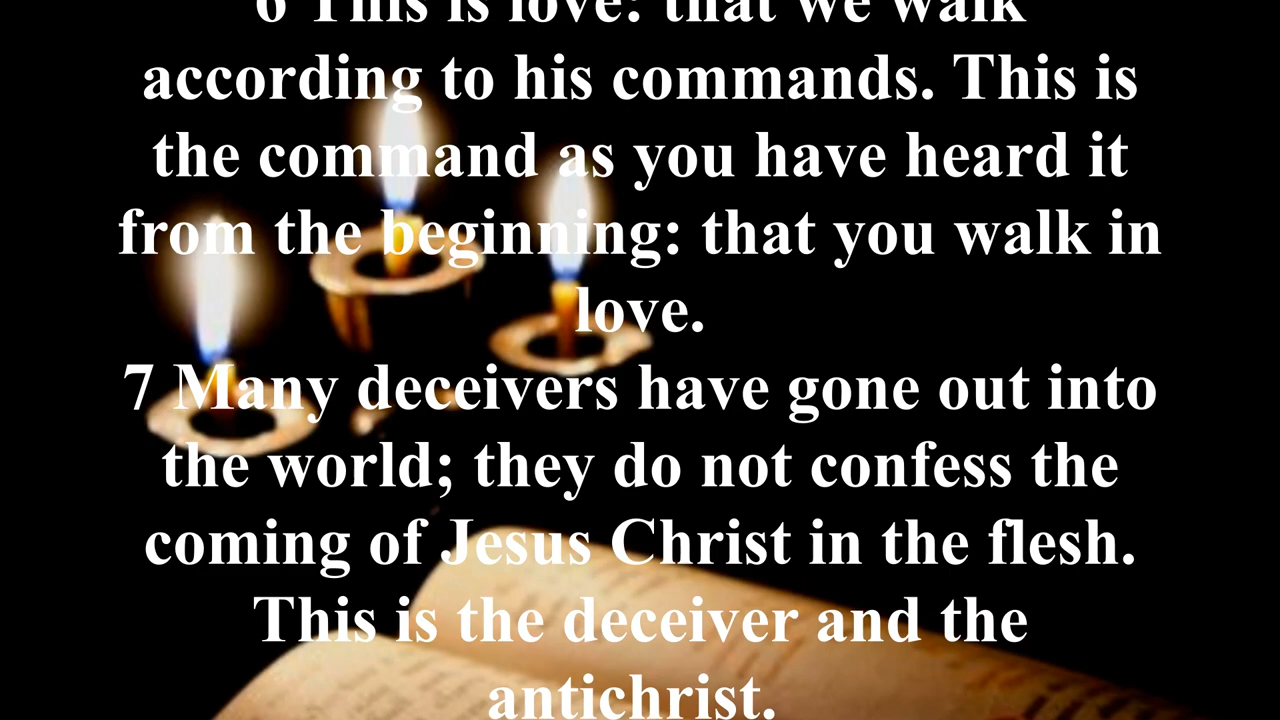 6 This is love: that we walk
according to his commands. This is
the command as you have heard it
from the beginning: that you walk in
love.
7 Many deceivers have gone out into
the world; they do not confess the
coming of Jesus Christ in the flesh.
This is the deceiver and the
antichrist.